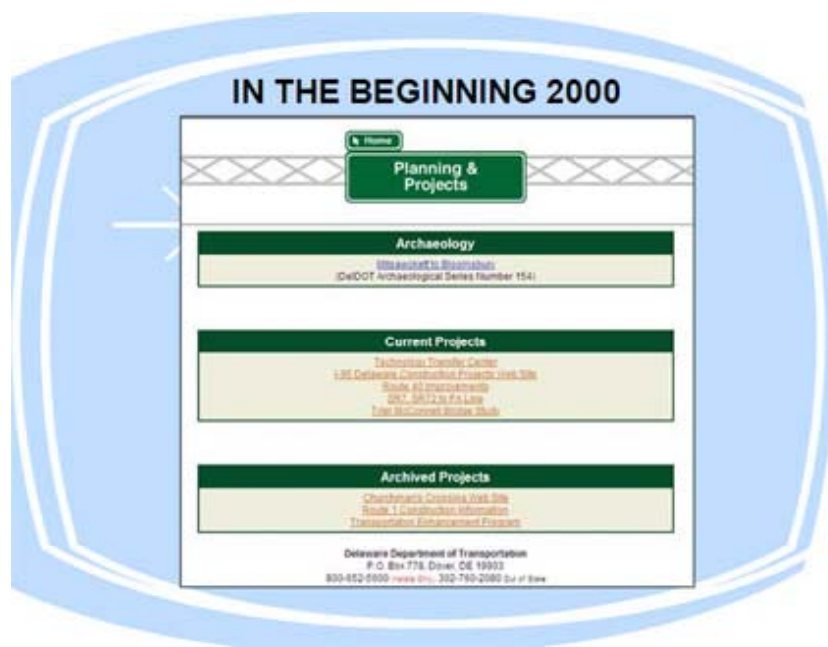 IN THE BEGINNING 2000
Home
Planning &
Projects
Archaeology
to Bloomsbury
(DelDOT Archaeological Series Number 154)
Current Projects
Technology Transfer Center
I-95 Delaware Construction Projects Web Site
Route 40 Improvements
SR7, SR72 to PA Line
Tyler McConnell Bridge Study
Archived Projects
Churchman's Crossing Web Site
Route 1 Construction Information
Transportation Enhancement Program
Delaware Department of Transportation
P.O. Box 778, Dover, DE 19903
800-652-5600 302-760-2080 Out of State